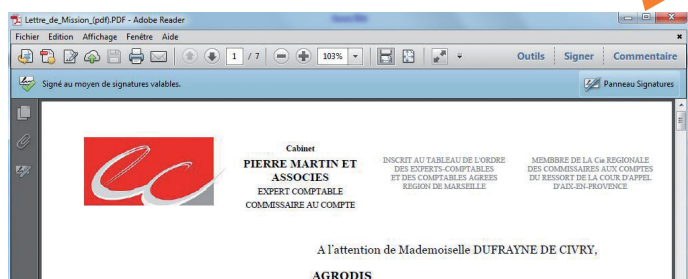 Lettre_de_Mission_(pdf).PDF - Adobe Reader
Fichier Edition Affichage Fenêtre Aide
1 / 7 103% Outils Signer Commentaire
Signé au moyen de signatures valables. Panneau Signatures
Cabinet
PIERRE MARTIN ET
ASSOCIES
EXPERT COMPTABLE
COMMISSAIRE AU COMPTE
INSCRIT AU TABLEAU DE L'ORDRE
DES EXPERTS-COMPTABLES
ET DES COMPTABLES AGREES
REGION DE MARSEILLE
MEMBRE DE LA Cie REGIONALE
DES COMMISSAIRES AUX COMPTES
DU RESSORT DE LA COUR D'APPEL
D'AIX-EN-PROVENCE
A l'attention de Mademoiselle DUFRAYNE DE CIVRY,
AGRODIS